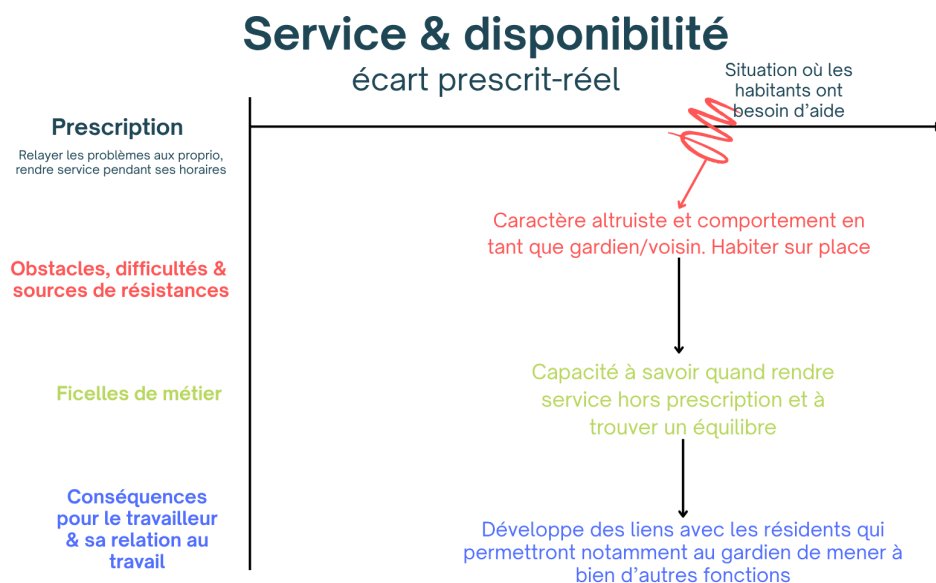 Service & disponibilité
écart prescrit-réel
Situation où les
habitants ont
besoin d'aide
Prescription
Relayer les problèmes aux proprio,
rendre service pendant ses horaires
Caractère altruiste et comportement en
tant que gardien/voisin. Habiter sur place
Obstacles, difficultés &
sources de résistances
Capacité à savoir quand rendre
service hors prescription et à
trouver un équilibre
Ficelles de métier
Conséquences
pour le travailleur
& sa relation au
travail
Développe des liens avec les résidents qui
permettront notamment au gardien de mener à
bien d'autres fonctions